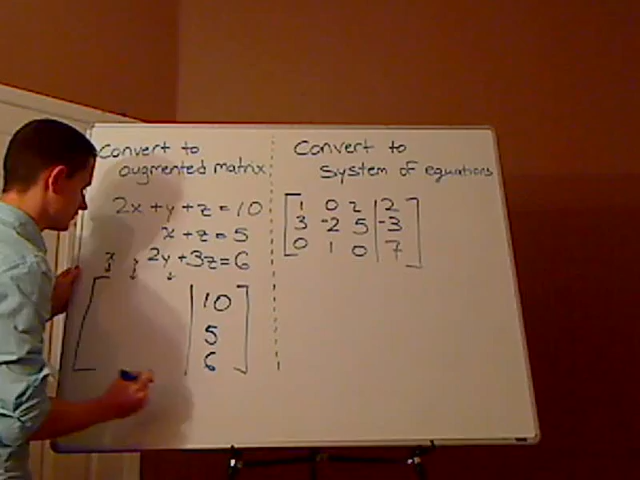 Convert to
augmented matrix
2x + y + z = 10
x + z = 5
2y + 3z = 6
x y
10
5
6
Convert to
System of equations
1 0 2 | 2
3 -2 5 | -3
0 1 0 | 7